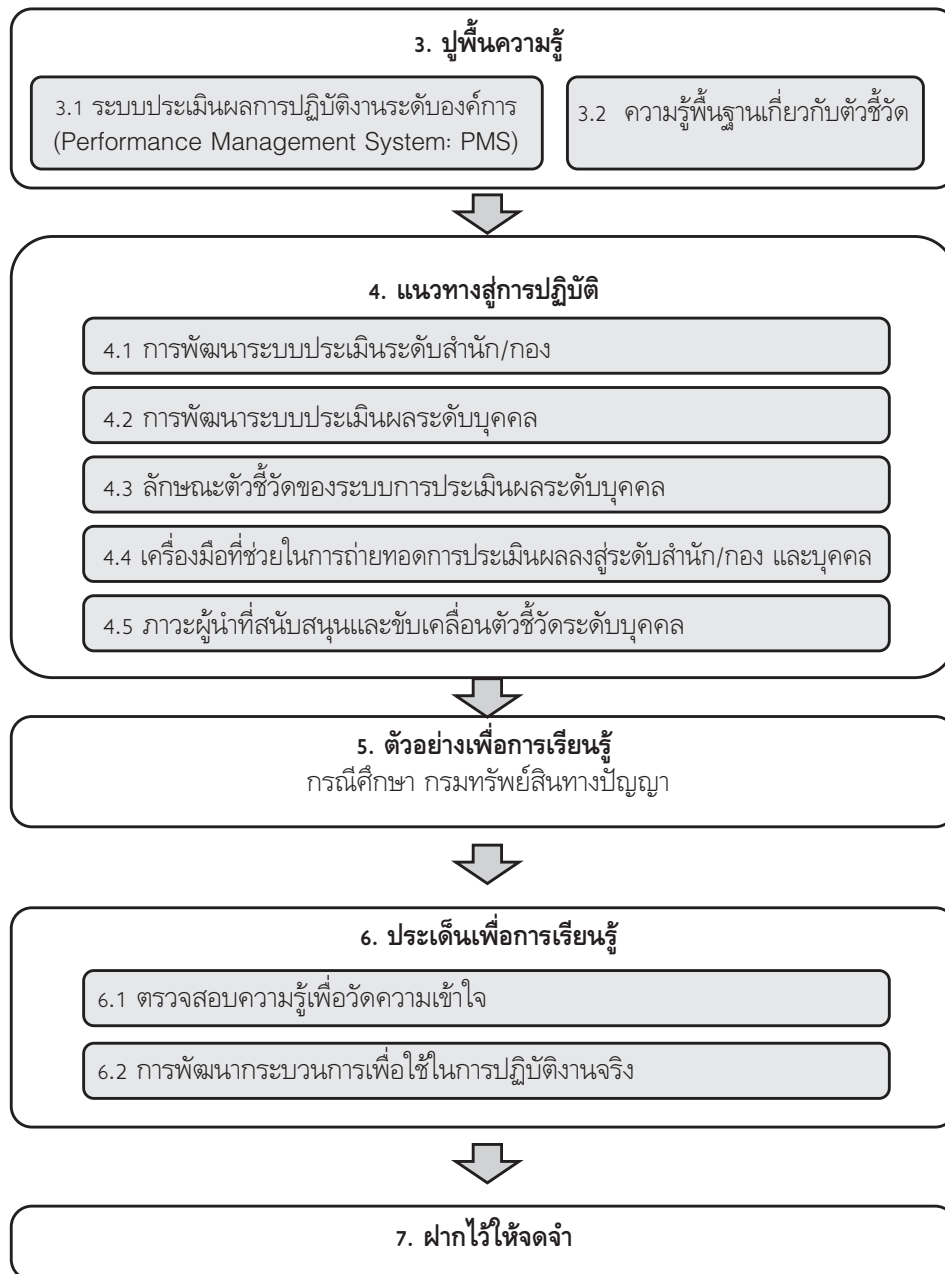 3. ปูพื้นความรู้
3.1 ระบบประเมินผลการปฏิบัติงานระดับองค์การ
(Performance Management System: PMS)
3.2 ความรู้พื้นฐานเกี่ยวกับตัวชี้วัด
4. แนวทางสู่การปฏิบัติ
4.1 การพัฒนาระบบประเมินระดับสำนัก/กอง
4.2 การพัฒนาระบบประเมินผลระดับบุคคล
4.3 ลักษณะตัวชี้วัดของระบบการประเมินผลระดับบุคคล
4.4 เครื่องมือที่ช่วยในการถ่ายทอดการประเมินผลลงสู่ระดับสำนัก/กอง และบุคคล
4.5 ภาวะผู้นำที่สนับสนุนและขับเคลื่อนตัวชี้วัดระดับบุคคล
5. ตัวอย่างเพื่อการเรียนรู้
กรณีศึกษา กรมทรัพย์สินทางปัญญา
6. ประเด็นเพื่อการเรียนรู้
6.1 ตรวจสอบความรู้เพื่อวัดความเข้าใจ
6.2 การพัฒนากระบวนการเพื่อใช้ในการปฏิบัติงานจริง
7. ฝากไว้ให้จดจำ